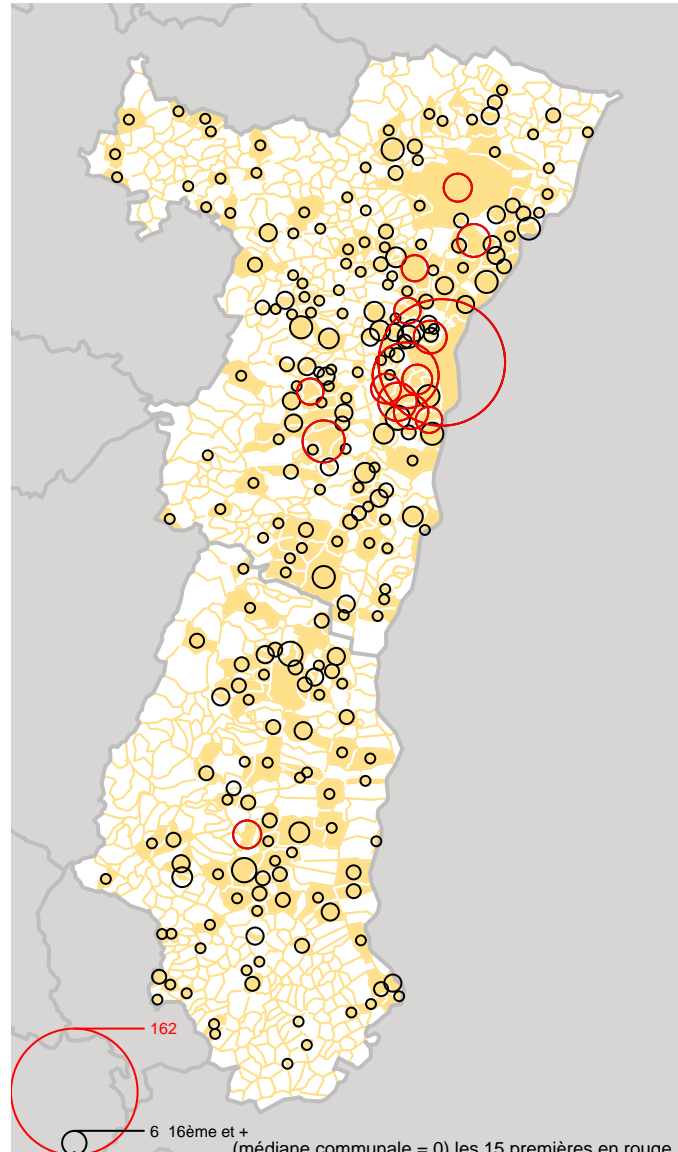 162
6 16ème et +
(médiane communale = 0) les 15 premières en rouge